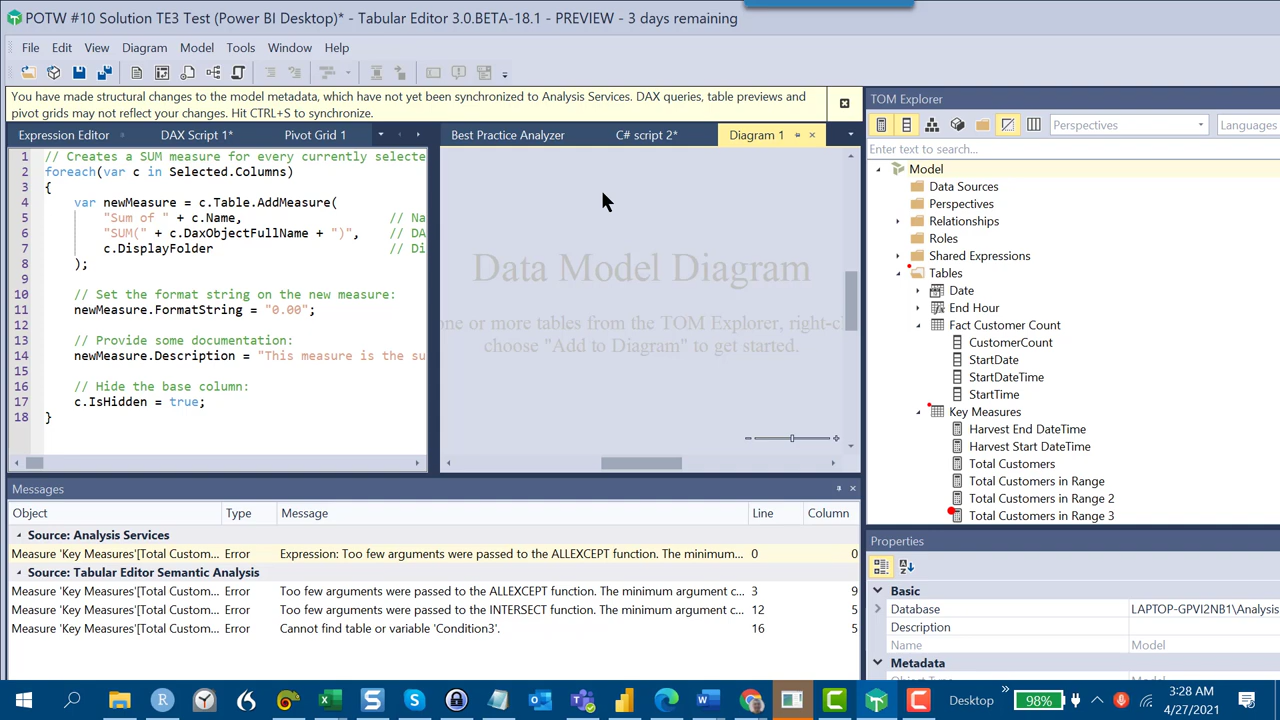 POTW #10 Solution TE3 Test (Power BI Desktop)* - Tabular Editor 3.0.BETA-18.1 - PREVIEW - 3 days remaining
File Edit View Diagram Model Tools Window Help
You have made structural changes to the model metadata, which have not yet been synchronized to Analysis Services. DAX queries, table previews and
pivot grids may not reflect your changes. Hit CTRL+S to synchronize.
Expression Editor DAX Script 1* Pivot Grid 1
1 // Creates a SUM measure for every currently selecte
2 foreach(var c in Selected.Columns)
3 {
4 var newMeasure = c.Table.AddMeasure(
5 "Sum of " + c.Name, // Na
6 "SUM(" + c.DaxObjectFullName + ")", // DA
7 c.DisplayFolder // Di
8 );
9
10 // Set the format string on the new measure:
11 newMeasure.FormatString = "0.00";
12
13 // Provide some documentation:
14 newMeasure.Description = "This measure is the su
15
16 // Hide the base column:
17 c.IsHidden = true;
18 }
Best Practice Analyzer C# script 2* Diagram 1
Data Model Diagram
one or more tables from the TOM Explorer, right-cl
choose "Add to Diagram" to get started.
TOM Explorer
Perspectives Languages
Enter text to search...
Model
Data Sources
Perspectives
Relationships
Roles
Shared Expressions
Tables
Date
End Hour
Fact Customer Count
CustomerCount
StartDate
StartDateTime
StartTime
Key Measures
Harvest End DateTime
Harvest Start DateTime
Total Customers
Total Customers in Range
Total Customers in Range 2
Total Customers in Range 3
Messages
Object Type Message Line Column
Source: Analysis Services
Measure 'Key Measures'[Total Custom... Error Expression: Too few arguments were passed to the ALLEXCEPT function. The minimum... 0 0
Source: Tabular Editor Semantic Analysis
Measure 'Key Measures'[Total Custom... Error Too few arguments were passed to the ALLEXCEPT function. The minimum argument c... 3 9
Measure 'Key Measures'[Total Custom... Error Too few arguments were passed to the INTERSECT function. The minimum argument c... 12 5
Measure 'Key Measures'[Total Custom... Error Cannot find table or variable 'Condition3'. 16 5
Properties
Basic
Database LAPTOP-GPVI2NB1\Analysis
Description
Name Model
Metadata
Desktop 98% 3:28 AM
4/27/2021